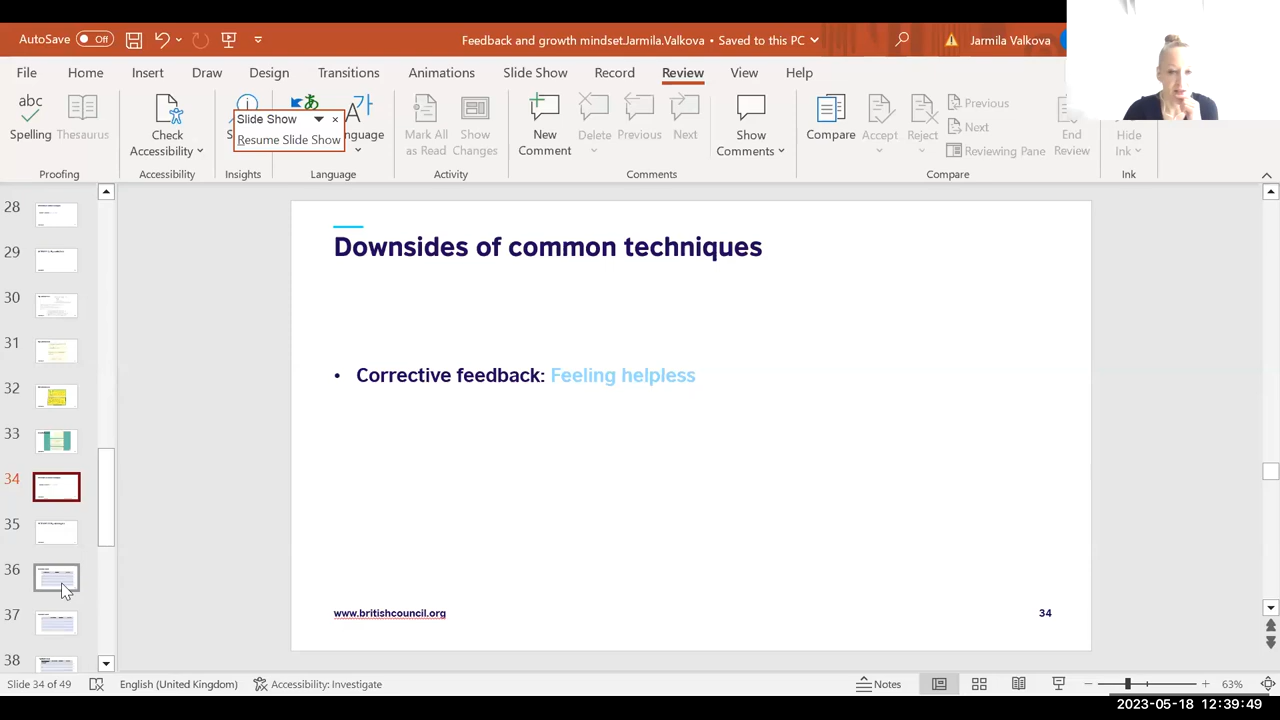 AutoSave Off
Feedback and growth mindset.Jarmila.Valkova • Saved to this PC
Jarmila Valkova
File Home Insert Draw Design Transitions Animations Slide Show Record Review View Help
Spelling
Thesaurus
Check
Accessibility
Slide Show
Resume Slide Show
Mark All
as Read
Show
Changes
New
Comment
Delete
Previous
Next
Show
Comments
Compare
Accept
Reject
Previous
Next
Reviewing Pane
End
Review
Hide
Ink
Proofing Accessibility Insights Language Activity Comments Compare Ink
28
29
30
31
32
33
34
35
36
37
38
Downsides of common techniques
• Corrective feedback: Feeling helpless
www.britishcouncil.org
34
Slide 34 of 49 English (United Kingdom) Accessibility: Investigate Notes 63%
2023-05-18 12:39:49